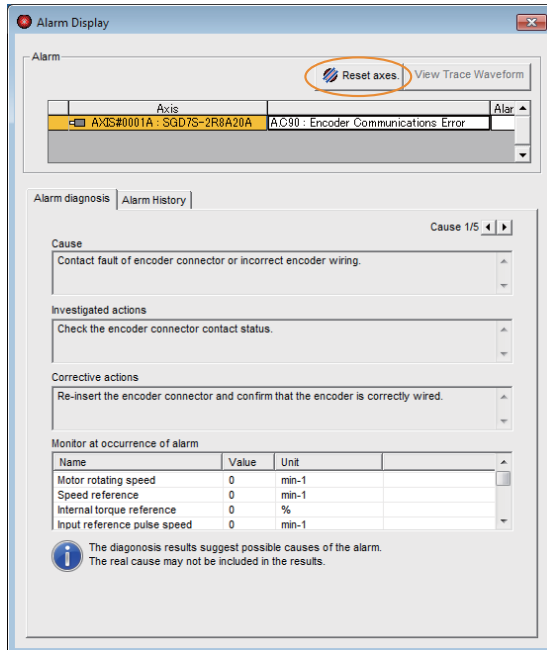 Alarm Display
Alarm
Reset axes.
View Trace Waveform
Axis
Alar
AXIS#0001A : SGD7S-2R8A20A
A.C90 : Encoder Communications Error
Alarm diagnosis
Alarm History
Cause 1/5
Cause
Contact fault of encoder connector or incorrect encoder wiring.
Investigated actions
Check the encoder connector contact status.
Corrective actions
Re-insert the encoder connector and confirm that the encoder is correctly wired.
Monitor at occurrence of alarm
Name Value Unit
Motor rotating speed 0 min-1
Speed reference 0 min-1
Internal torque reference 0 %
Input reference pulse speed 0 min-1
The diagonosis results suggest possible causes of the alarm.
The real cause may not be included in the results.